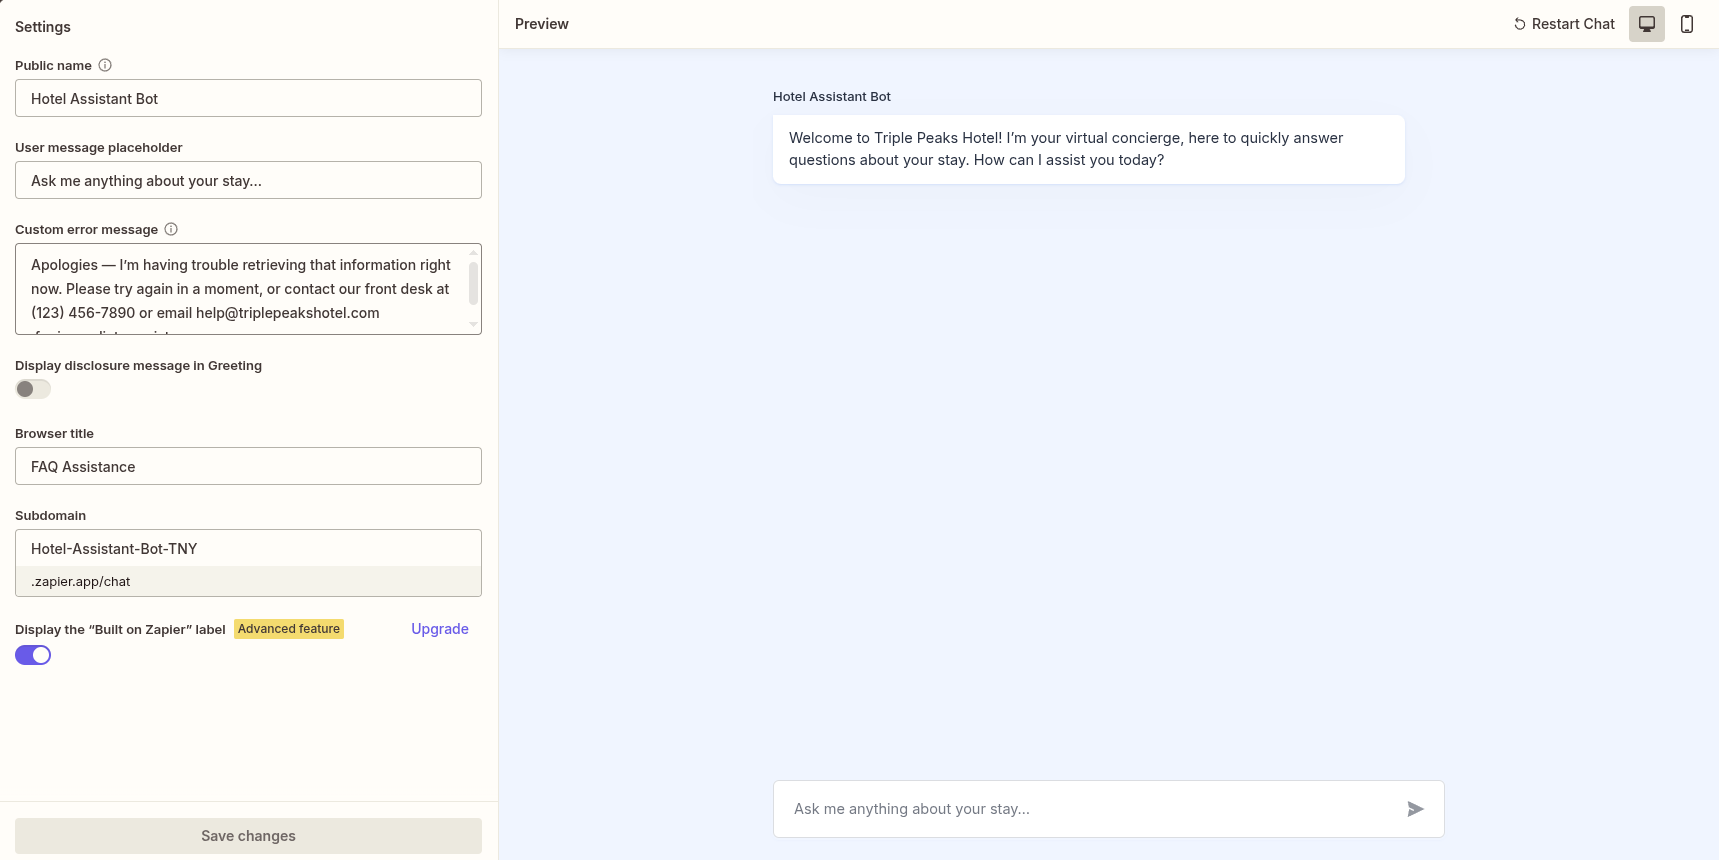 Settings
Public name
Hotel Assistant Bot
User message placeholder
Ask me anything about your stay...
Custom error message
Apologies — I'm having trouble retrieving that information right
now. Please try again in a moment, or contact our front desk at
(123) 456-7890 or email help@triplepeakshotel.com
Display disclosure message in Greeting
Browser title
FAQ Assistance
Subdomain
Hotel-Assistant-Bot-TNY
.zapier.app/chat
Display the “Built on Zapier” label Advanced feature Upgrade
Save changes
Preview
Restart Chat
Hotel Assistant Bot
Welcome to Triple Peaks Hotel! I’m your virtual concierge, here to quickly answer
questions about your stay. How can I assist you today?
Ask me anything about your stay...